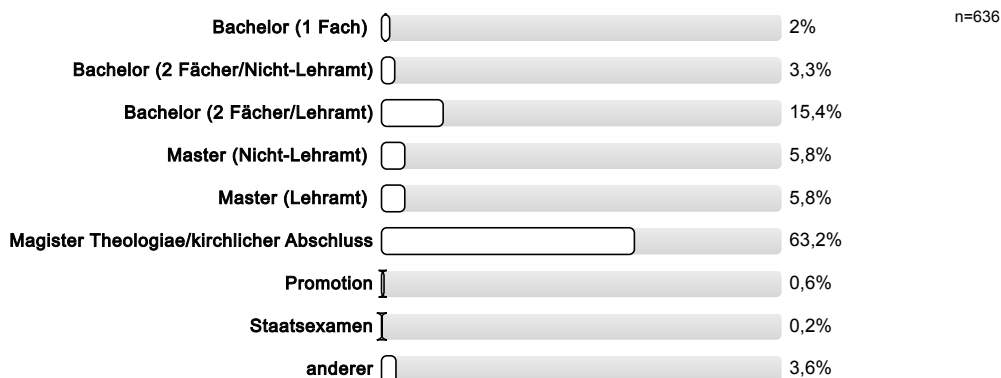 n=636
Bachelor (1 Fach) 2%
Bachelor (2 Fächer/Nicht-Lehramt) 3,3%
Bachelor (2 Fächer/Lehramt) 15,4%
Master (Nicht-Lehramt) 5,8%
Master (Lehramt) 5,8%
Magister Theologiae/kirchlicher Abschluss 63,2%
Promotion 0,6%
Staatsexamen 0,2%
anderer 3,6%